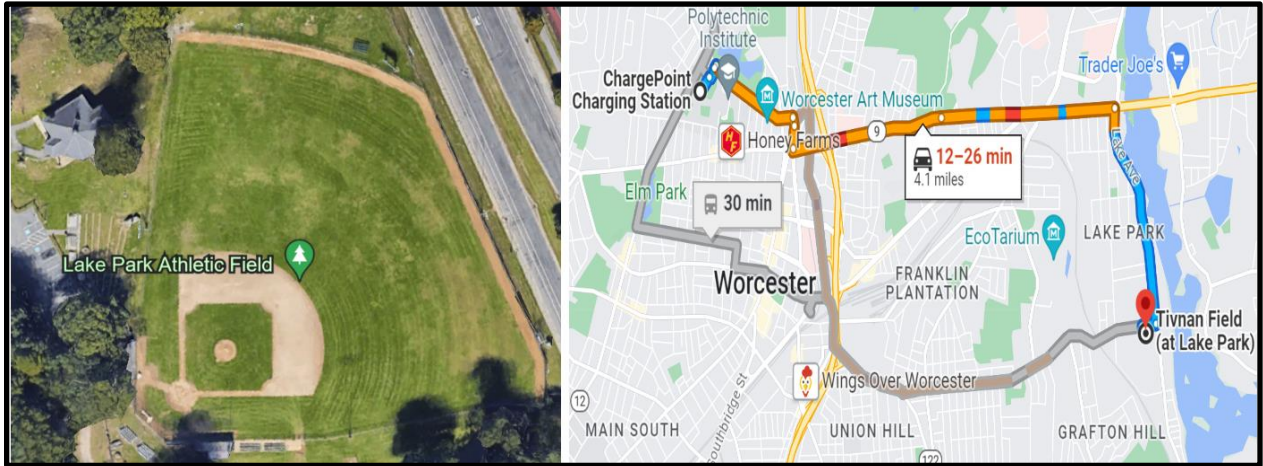 Lake Park Athletic Field
Polytechnic
Institute
ChargePoint
Charging Station
Trader Joe's
Worcester Art Museum
HF
Honey Farms
9
12–26 min
4.1 miles
Lake Ave
Elm Park
30 min
EcoTarium
LAKE PARK
Worcester
FRANKLIN
PLANTATION
Tivnan Field
(at Lake Park)
Wings Over Worcester
12
Southbridge St
MAIN SOUTH
UNION HILL
GRAFTON HILL
122